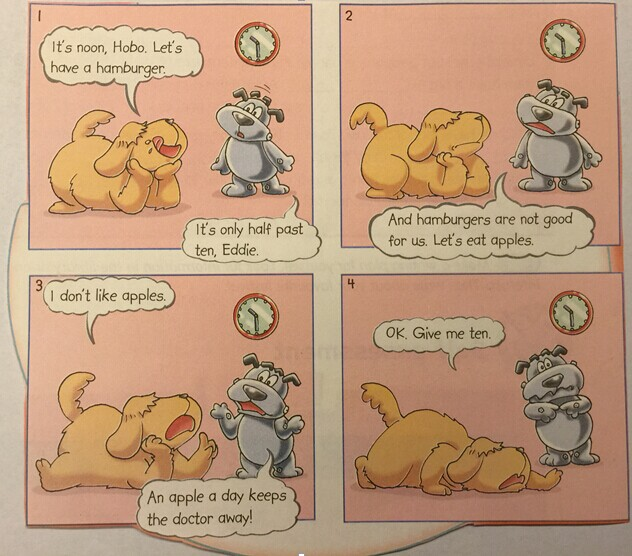 1
It's noon, Hobo. Let's
have a hamburger.
It's only half past
ten, Eddie.
2
And hamburgers are not good
for us. Let's eat apples.
3
I don't like apples.
An apple a day keeps
the doctor away!
4
OK. Give me ten.